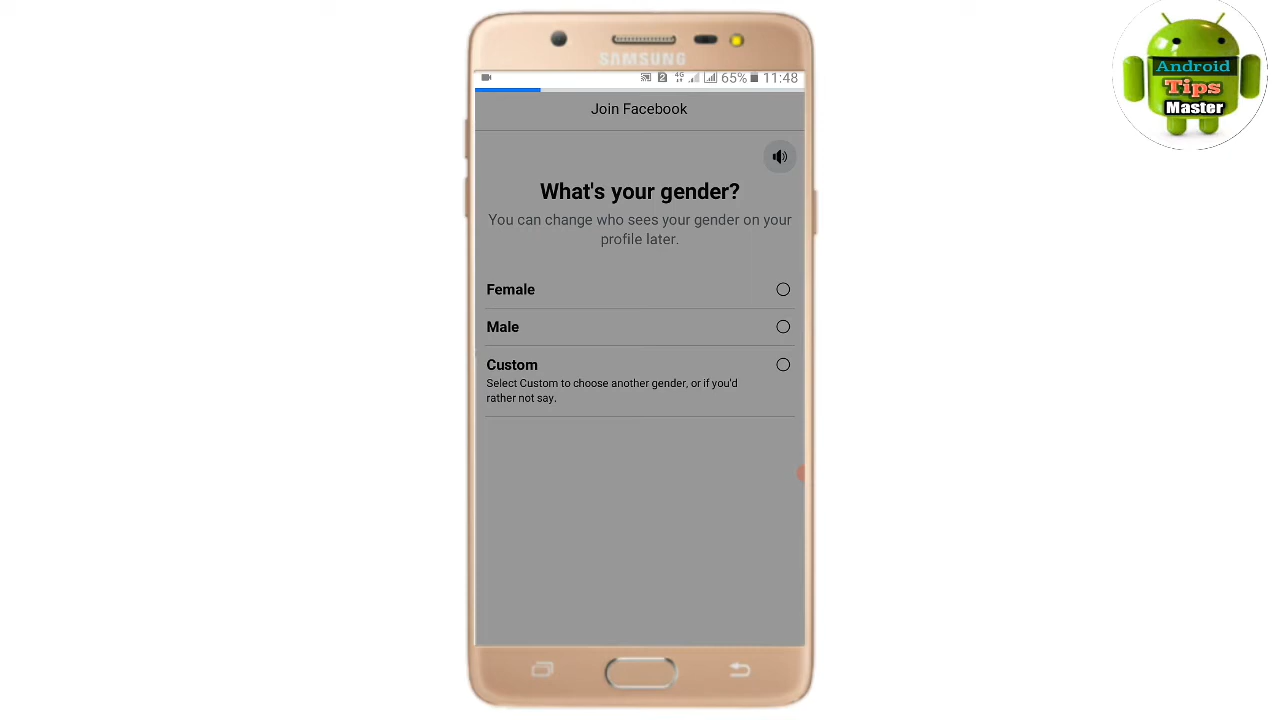 SAMSUNG
2 4G 65% 11:48
Join Facebook
What's your gender?
You can change who sees your gender on your
profile later.
Female
Male
Custom
Select Custom to choose another gender, or if you'd
rather not say.
Android
Tips
Master